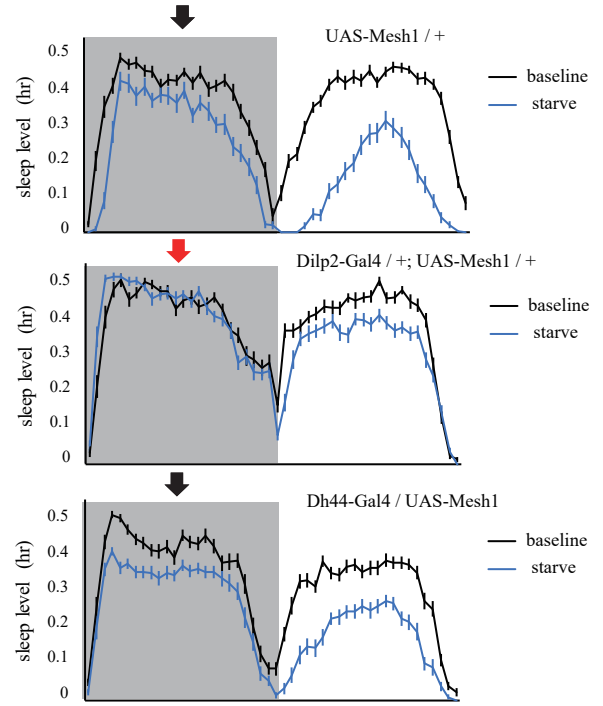 UAS-Mesh1 / +
0.5
0.4
0.3
0.2
0.1
0
sleep level (hr)
baseline
starve
Dilp2-Gal4 / +; UAS-Mesh1 / +
0.5
0.4
0.3
0.2
0.1
0
sleep level (hr)
baseline
starve
Dh44-Gal4 / UAS-Mesh1
0.5
0.4
0.3
0.2
0.1
0
sleep level (hr)
baseline
starve